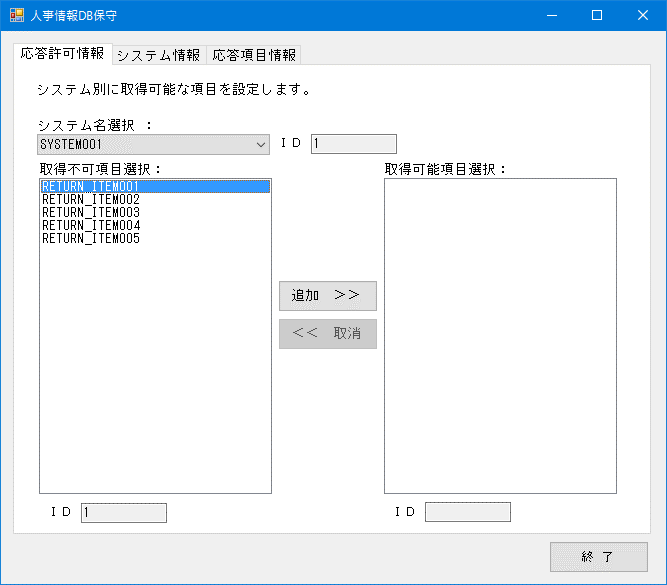 人事情報DB保守
応答許可情報 システム情報 応答項目情報
システム別に取得可能な項目を設定します。
システム名選択 ：
SYSTEM001 ＩＤ 1
取得不可項目選択： 取得可能項目選択：
RETURN_ITEM001
RETURN_ITEM002
RETURN_ITEM003
RETURN_ITEM004
RETURN_ITEM005
追加 ＞＞
＜＜ 取消
ＩＤ 1 ＩＤ
終 了